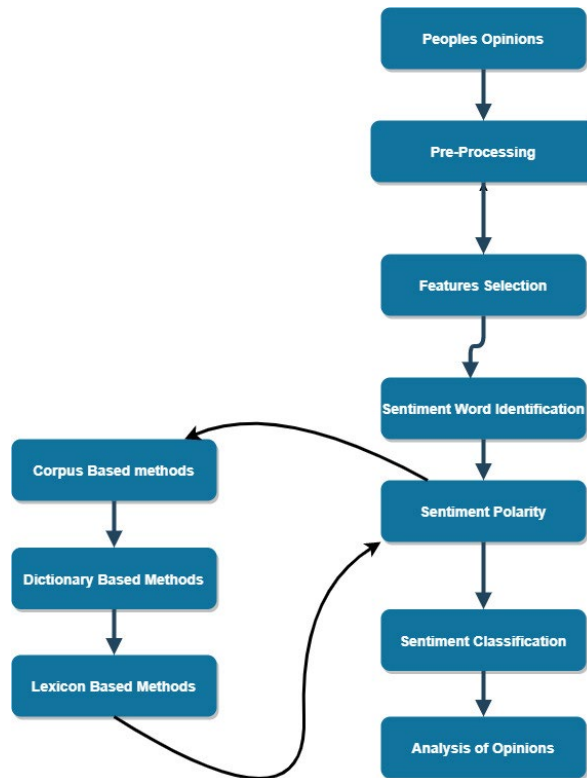 Peoples Opinions
Pre-Processing
Features Selection
Sentiment Word Identification
Corpus Based methods
Sentiment Polarity
Dictionary Based Methods
Sentiment Classification
Lexicon Based Methods
Analysis of Opinions